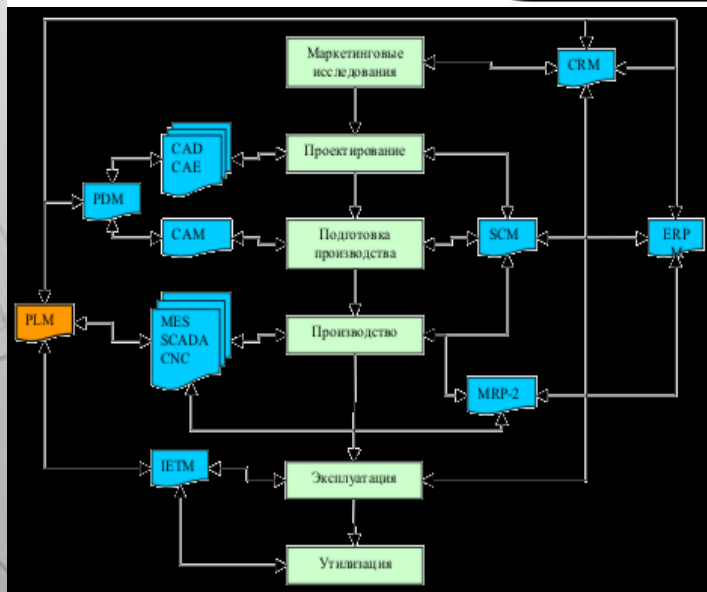 Маркетинговые
исследования
CRM
CAD
CAE
Проектирование
PDM
CAM
Подготовка
производства
SCM
ERP
M
PLM
MES
SCADA
CNC
Производство
MRP-2
IETM
Эксплуатация
Утилизация